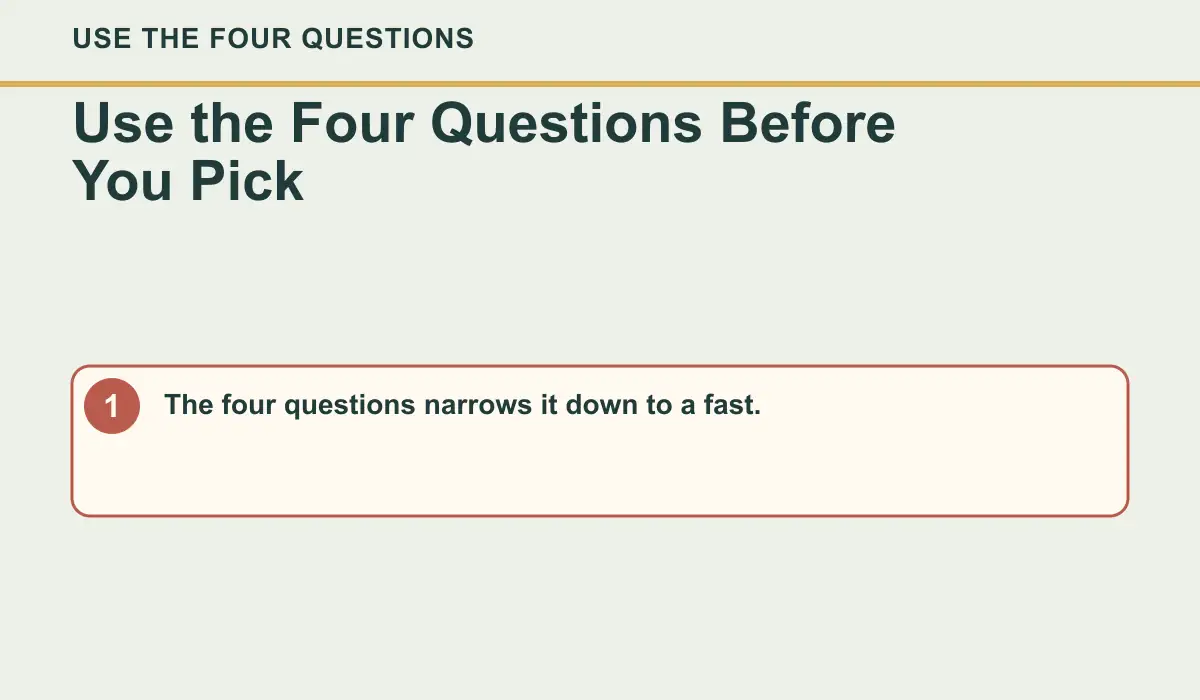 USE THE FOUR QUESTIONS
Use the Four Questions Before
You Pick
1 The four questions narrows it down to a fast.